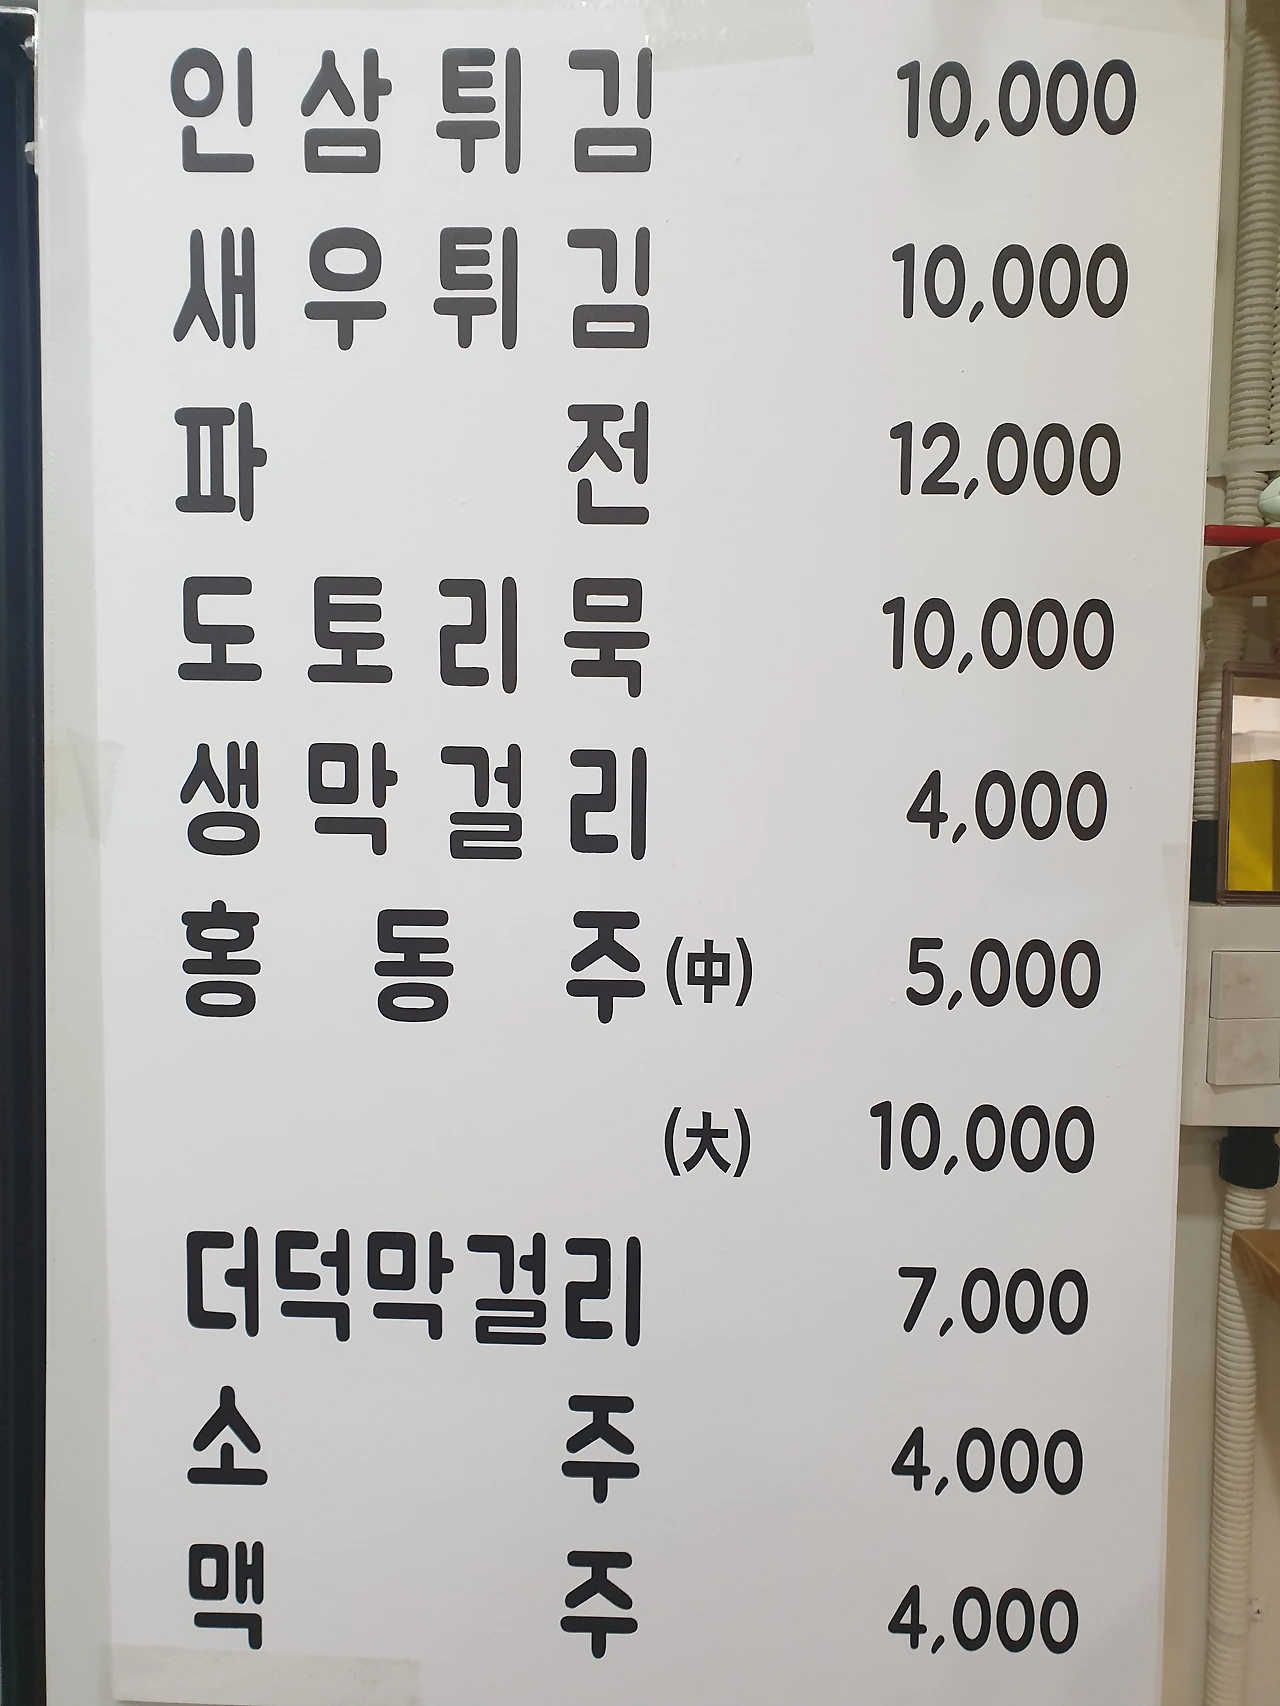 인삼튀김 10,000
새우튀김 10,000
파전 12,000
도토리묵 10,000
생막걸리 4,000
홍동주(中) 5,000
(大) 10,000
더덕막걸리 7,000
소주 4,000
맥주 4,000